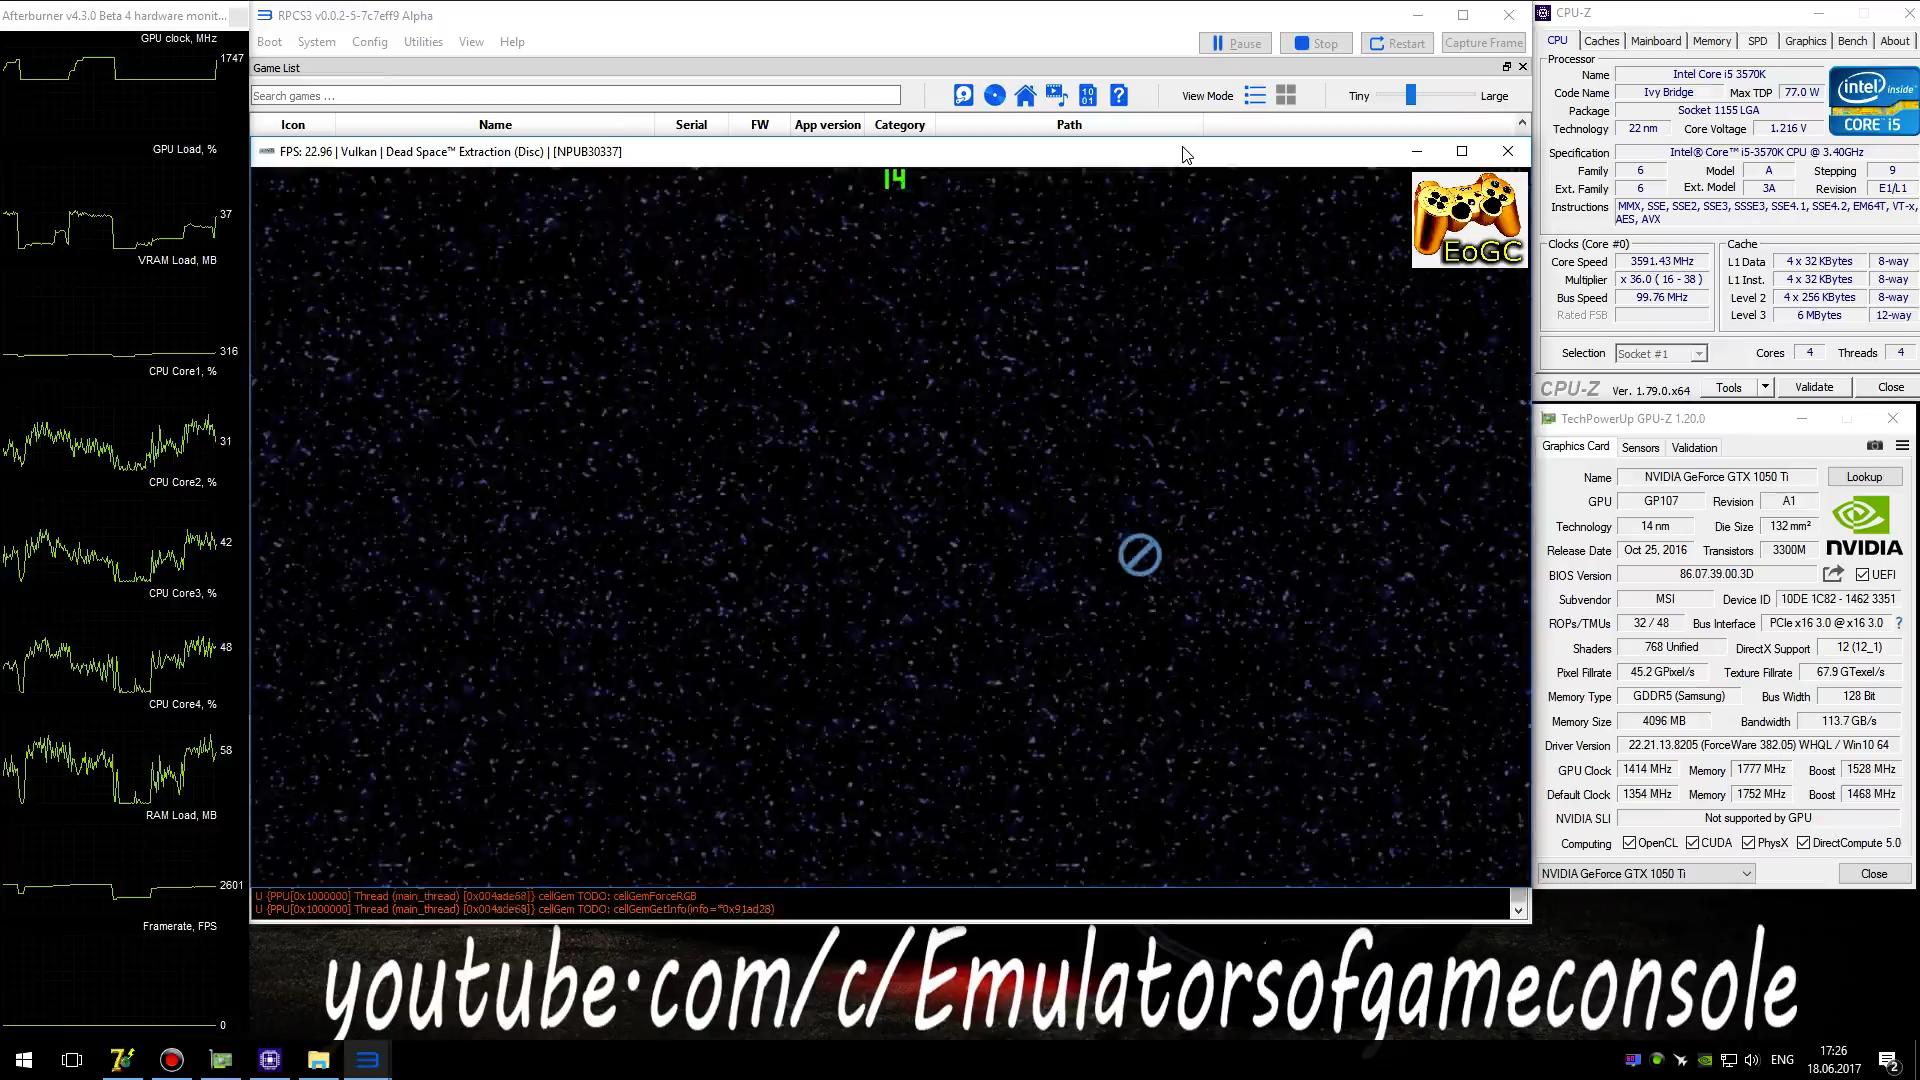 Afterburner v4.3.0 Beta 4 hardware monit...
GPU clock, MHz
1747
GPU Load, %
37
VRAM Load, MB
316
CPU Core1, %
31
CPU Core2, %
42
CPU Core3, %
48
CPU Core4, %
58
RAM Load, MB
2601
Framerate, FPS
0
RPCS3 v0.0.2-5-7c7eff9 Alpha
Boot System Config Utilities View Help
Pause Stop Restart Capture Frame
Game List
Search games ...
View Mode Tiny Large
Icon Name Serial FW App version Category Path
FPS: 22.96 | Vulkan | Dead Space™ Extraction (Disc) | [NPUB30337]
14
EoGC
U {PPU[0x1000000] Thread (main_thread) [0x004ade68]} cellGem TODO: cellGemForceRGB
U {PPU[0x1000000] Thread (main_thread) [0x004ade68]} cellGem TODO: cellGemGetInfo(info=*0x91ad28)
CPU-Z
CPU Caches Mainboard Memory SPD Graphics Bench About
Processor
Name Intel Core i5 3570K
Code Name Ivy Bridge Max TDP 77.0 W
Package Socket 1155 LGA
Technology 22 nm Core Voltage 1.216 V
intel inside™
CORE i5
Specification Intel® Core™ i5-3570K CPU @ 3.40GHz
Family 6 Model A Stepping 9
Ext. Family 6 Ext. Model 3A Revision E1/L1
Instructions MMX, SSE, SSE2, SSE3, SSSE3, SSE4.1, SSE4.2, EM64T, VT-x,
AES, AVX
Clocks (Core #0) Cache
Core Speed 3591.43 MHz L1 Data 4 x 32 KBytes 8-way
Multiplier x 36.0 ( 16 - 38 ) L1 Inst. 4 x 32 KBytes 8-way
Bus Speed 99.76 MHz Level 2 4 x 256 KBytes 8-way
Rated FSB Level 3 6 MBytes 12-way
Selection Socket #1 Cores 4 Threads 4
CPU-Z Ver. 1.79.0.x64 Tools Validate Close
TechPowerUp GPU-Z 1.20.0
Graphics Card Sensors Validation
Name NVIDIA GeForce GTX 1050 Ti Lookup
GPU GP107 Revision A1
Technology 14 nm Die Size 132 mm²
NVIDIA
Release Date Oct 25, 2016 Transistors 3300M
BIOS Version 86.07.39.00.3D UEFI
Subvendor MSI Device ID 10DE 1C82 - 1462 3351
ROPs/TMUs 32 / 48 Bus Interface PCIe x16 3.0 @ x16 3.0 ?
Shaders 768 Unified DirectX Support 12 (12_1)
Pixel Fillrate 45.2 GPixel/s Texture Fillrate 67.9 GTexel/s
Memory Type GDDR5 (Samsung) Bus Width 128 Bit
Memory Size 4096 MB Bandwidth 113.7 GB/s
Driver Version 22.21.13.8205 (ForceWare 382.05) WHQL / Win10 64
GPU Clock 1414 MHz Memory 1777 MHz Boost 1528 MHz
Default Clock 1354 MHz Memory 1752 MHz Boost 1468 MHz
NVIDIA SLI Not supported by GPU
Computing OpenCL CUDA PhysX DirectCompute 5.0
NVIDIA GeForce GTX 1050 Ti Close
youtube.com/c/Emulatorsofgameconsole
ENG 17:26
18.06.2017
2